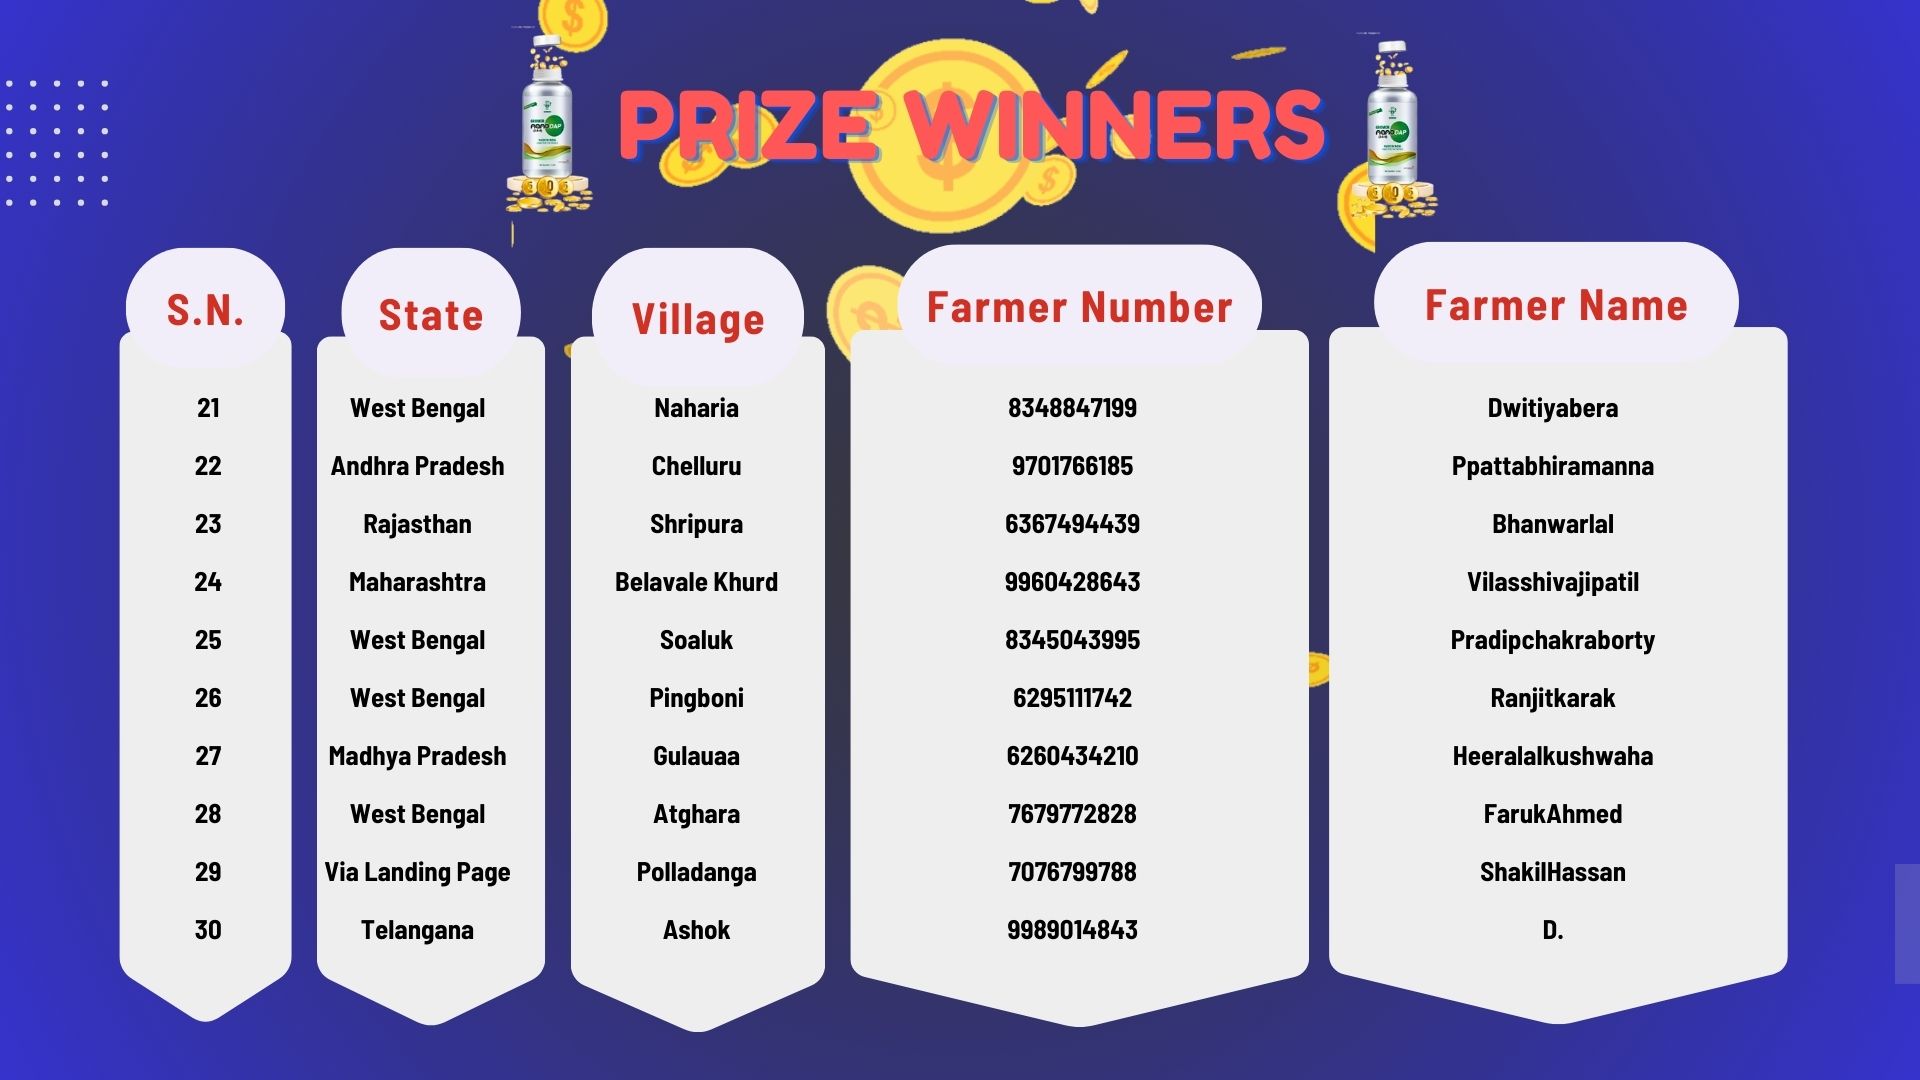 PRIZE WINNERS
S.N. State Village Farmer Number Farmer Name
21 West Bengal Naharia 8348847199 Dwitiyabera
22 Andhra Pradesh Chelluru 9701766185 Ppattabhiramanna
23 Rajasthan Shripura 6367494439 Bhanwarlal
24 Maharashtra Belavale Khurd 9960428643 Vilasshivajipatil
25 West Bengal Soaluk 8345043995 Pradipchakraborty
26 West Bengal Pingboni 6295111742 Ranjitkarak
27 Madhya Pradesh Gulauaa 6260434210 Heeralalkushwaha
28 West Bengal Atghara 7679772828 FarukAhmed
29 Via Landing Page Polladanga 7076799788 ShakilHassan
30 Telangana Ashok 9989014843 D.